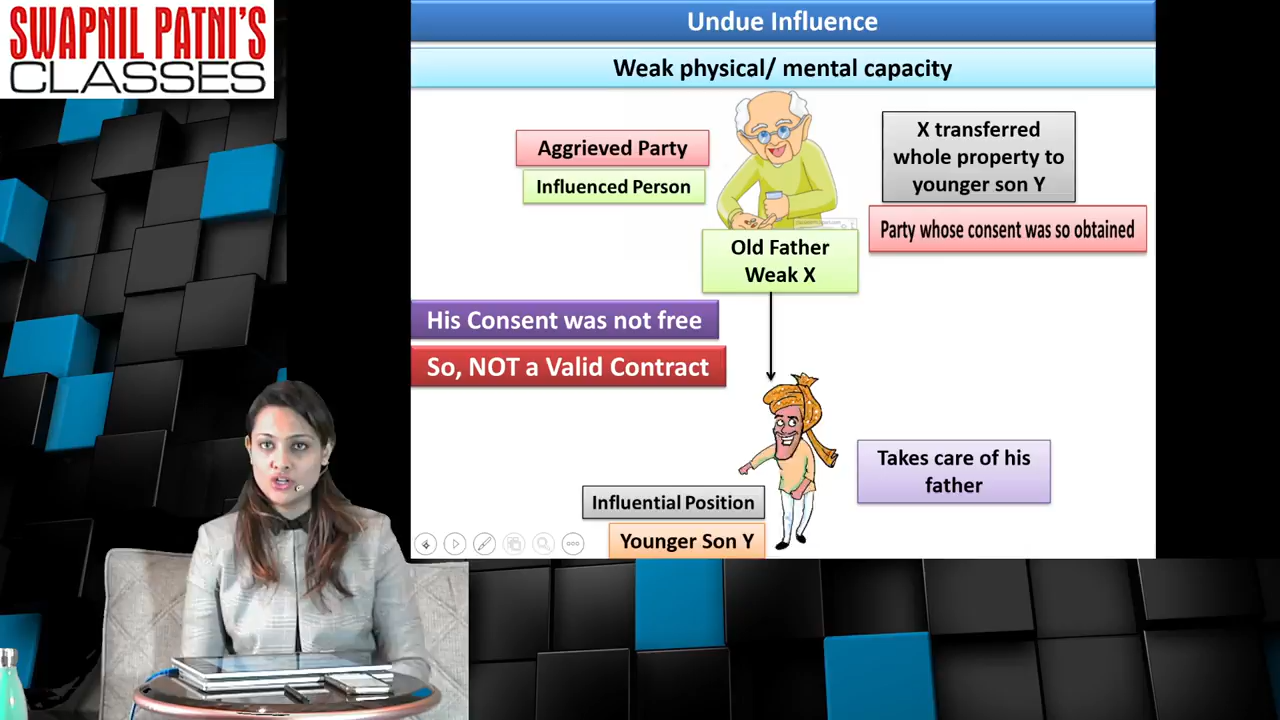 SWAPNIL PATNI'S
CLASSES
Undue Influence
Weak physical/ mental capacity
Aggrieved Party
Influenced Person
X transferred
whole property to
younger son Y
Party whose consent was so obtained
Old Father
Weak X
His Consent was not free
So, NOT a Valid Contract
Takes care of his
father
Influential Position
Younger Son Y